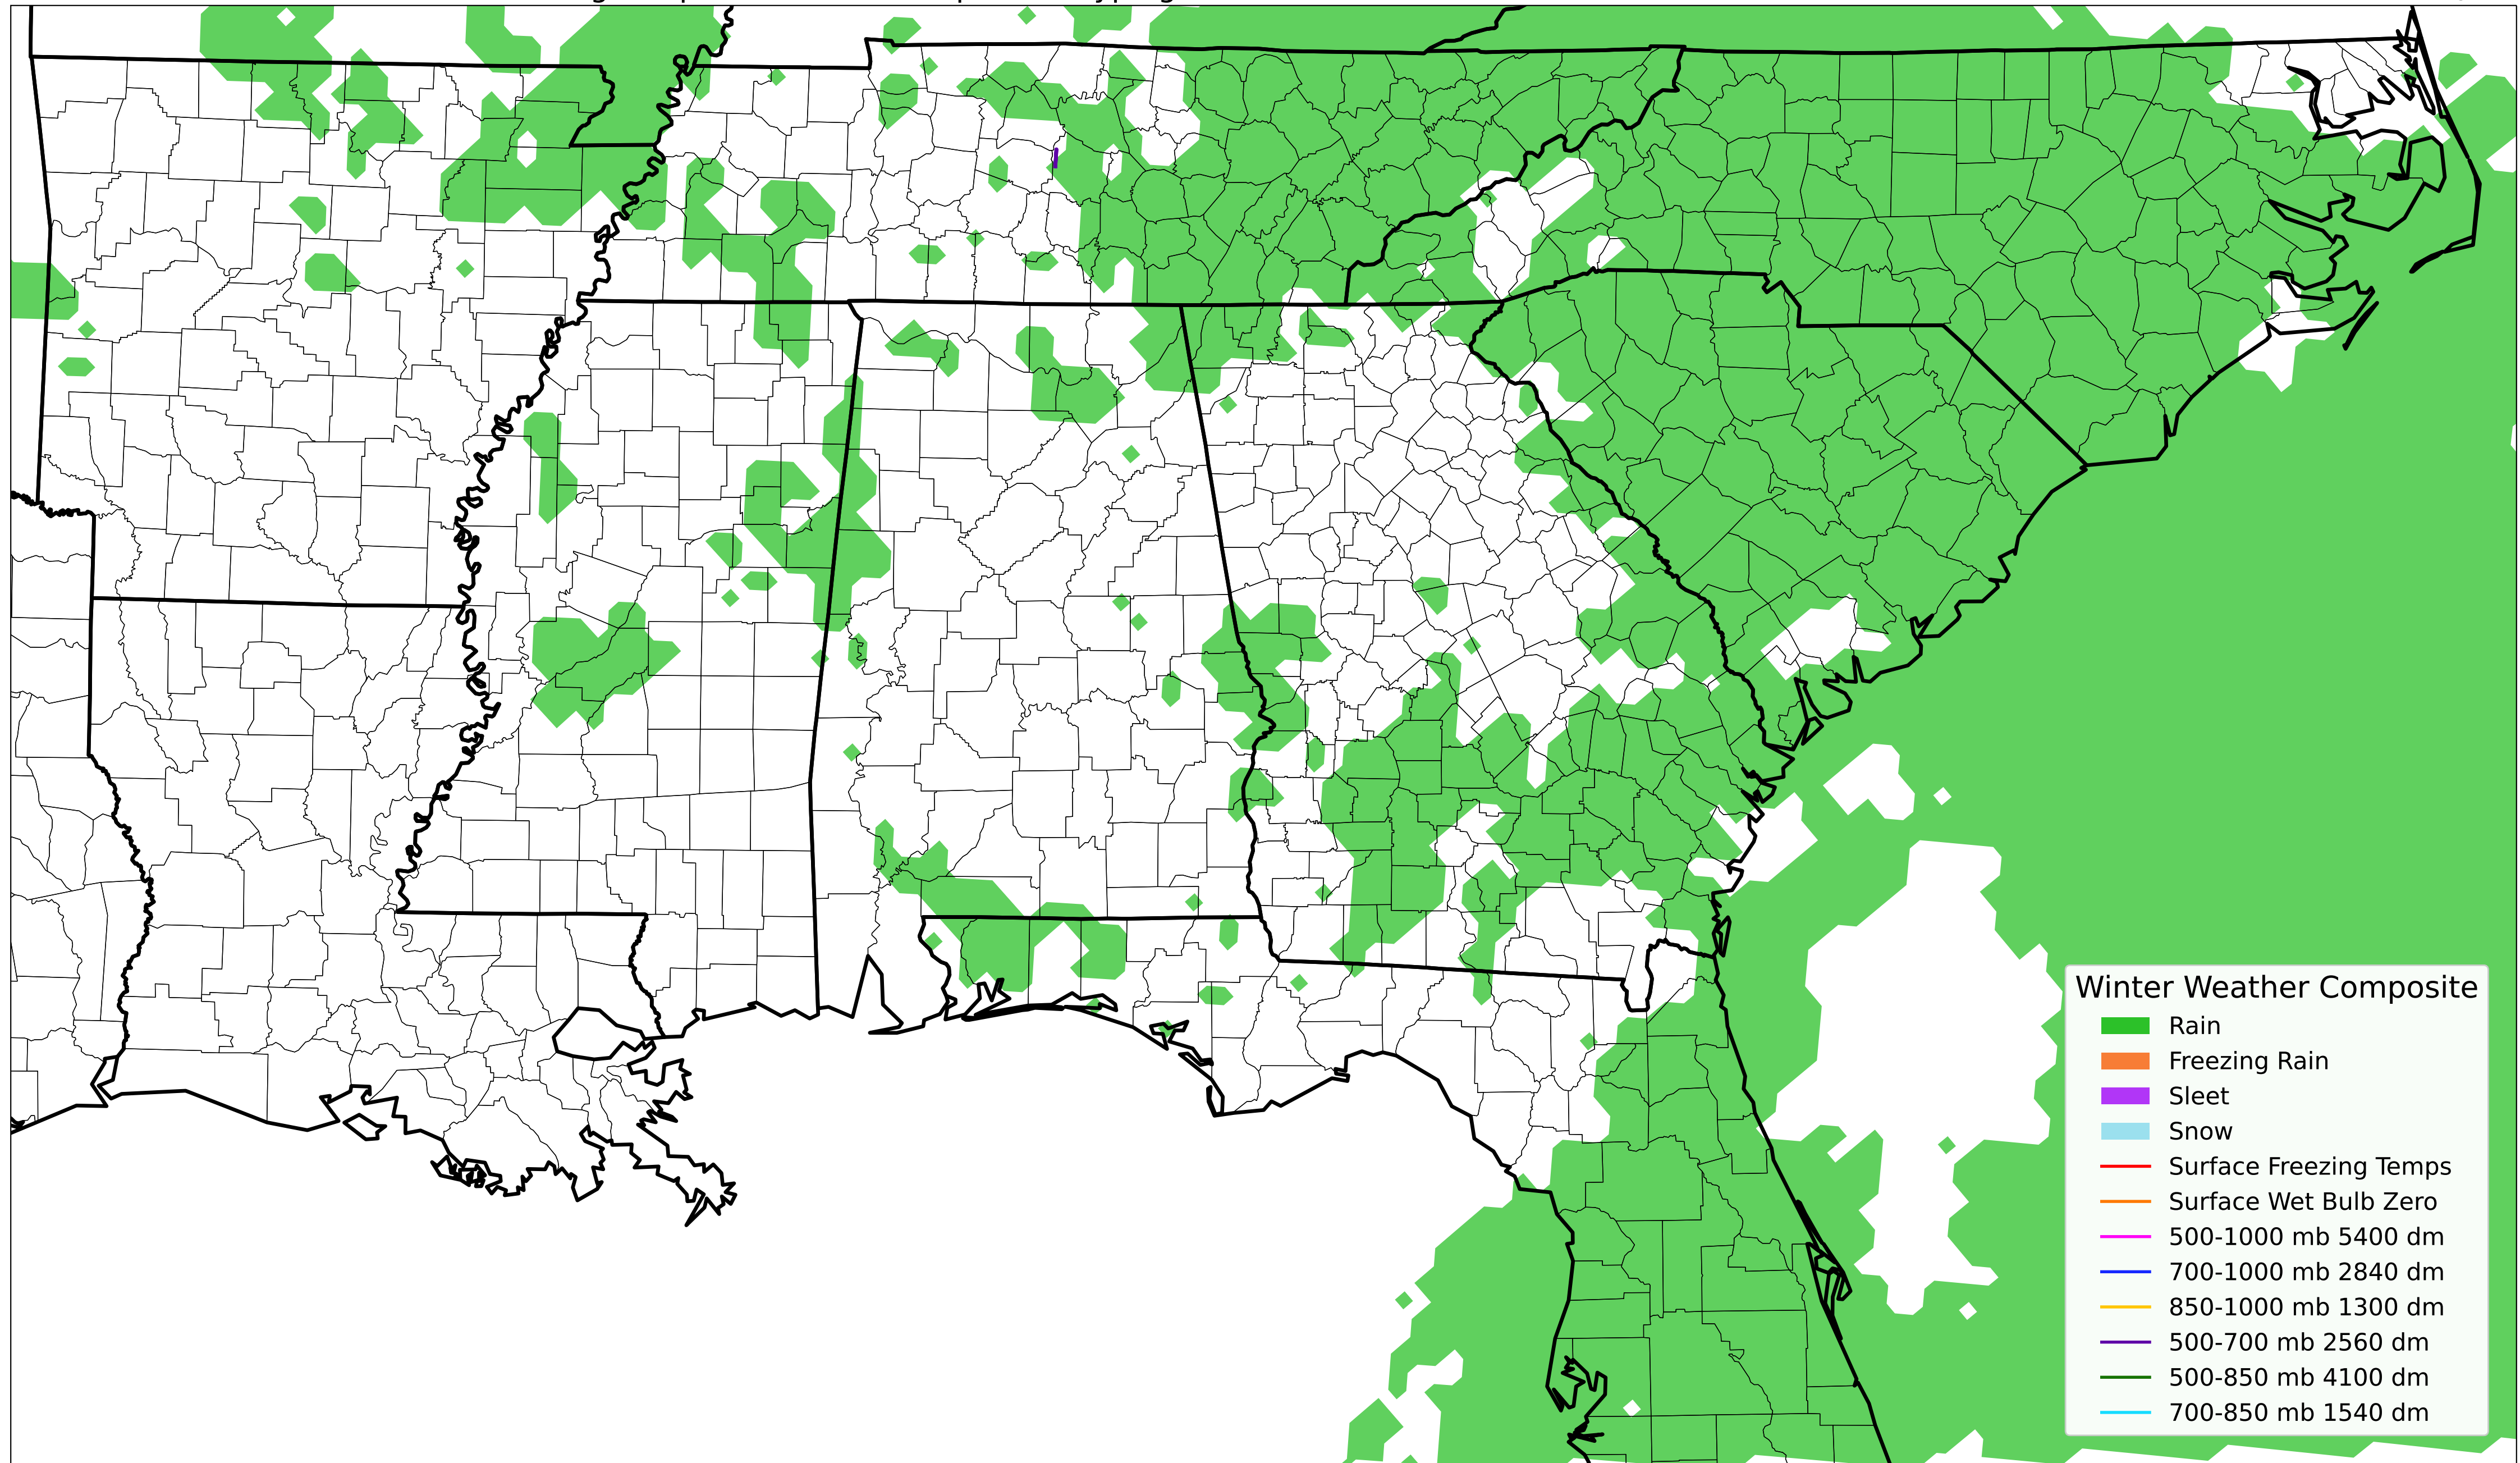 Winter Weather Composite
Rain
Freezing Rain
Sleet
Snow
Surface Freezing Temps
Surface Wet Bulb Zero
500-1000 mb 5400 dm
700-1000 mb 2840 dm
850-1000 mb 1300 dm
500-700 mb 2560 dm
500-850 mb 4100 dm
700-850 mb 1540 dm